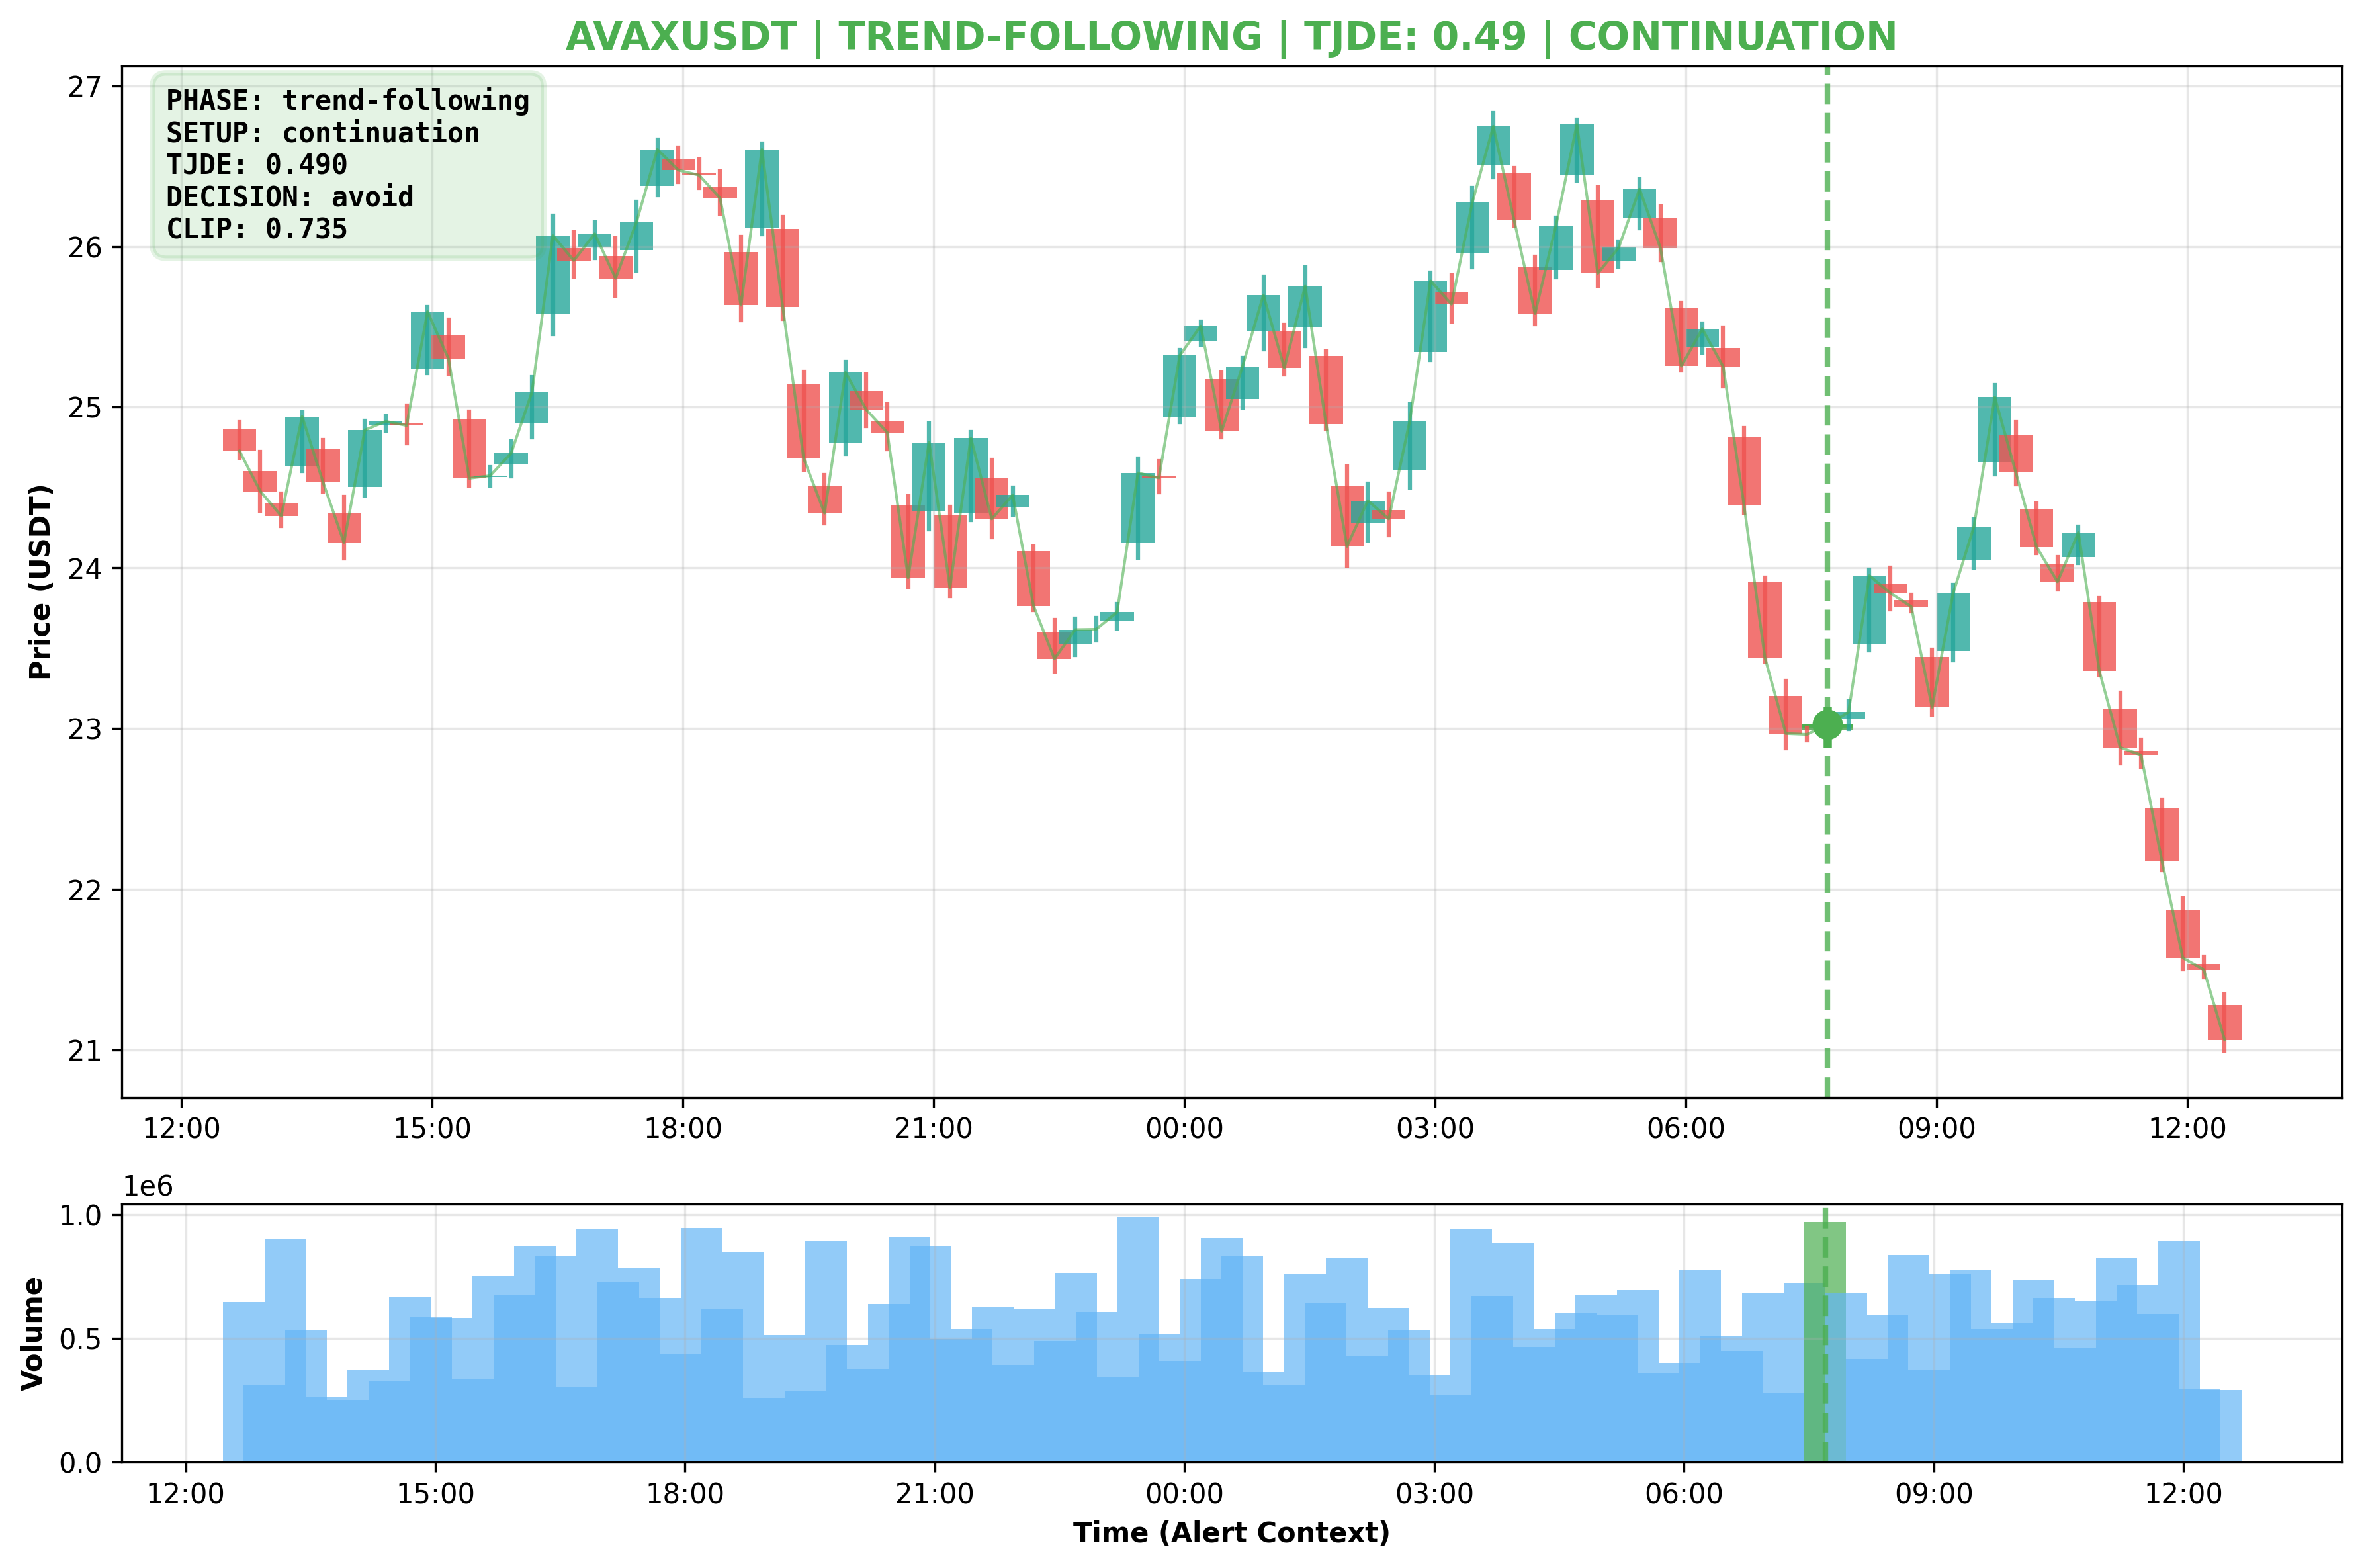 AVAXUSDT | TREND-FOLLOWING | TJDE: 0.49 | CONTINUATION
PHASE: trend-following
SETUP: continuation
TJDE: 0.490
DECISION: avoid
CLIP: 0.735
Price (USDT)
27
26
25
24
23
22
21
12:00 15:00 18:00 21:00 00:00 03:00 06:00 09:00 12:00
1e6
Volume
1.0
0.5
0.0
12:00 15:00 18:00 21:00 00:00 03:00 06:00 09:00 12:00
Time (Alert Context)